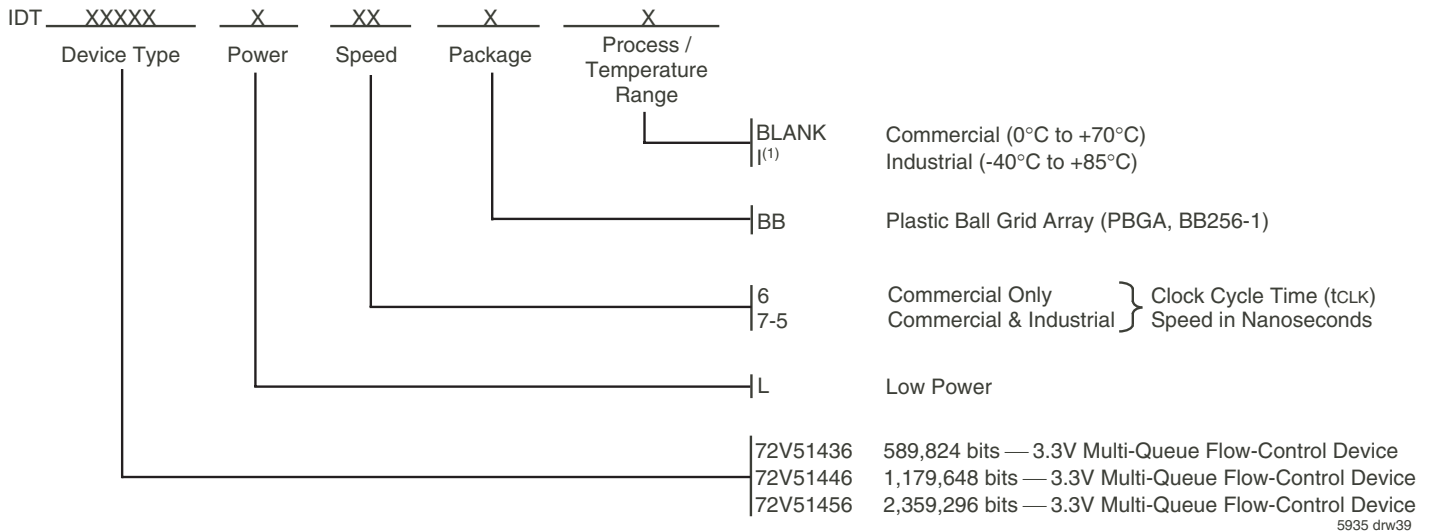 IDT XXXXX X XX X X
Device Type Power Speed Package Process /
Temperature
Range
BLANK Commercial (0°C to +70°C)
I(1) Industrial (-40°C to +85°C)
BB Plastic Ball Grid Array (PBGA, BB256-1)
6 Commercial Only Clock Cycle Time (tCLK)
7-5 Commercial & Industrial Speed in Nanoseconds
L Low Power
72V51436 589,824 bits — 3.3V Multi-Queue Flow-Control Device
72V51446 1,179,648 bits — 3.3V Multi-Queue Flow-Control Device
72V51456 2,359,296 bits — 3.3V Multi-Queue Flow-Control Device
5935 drw39